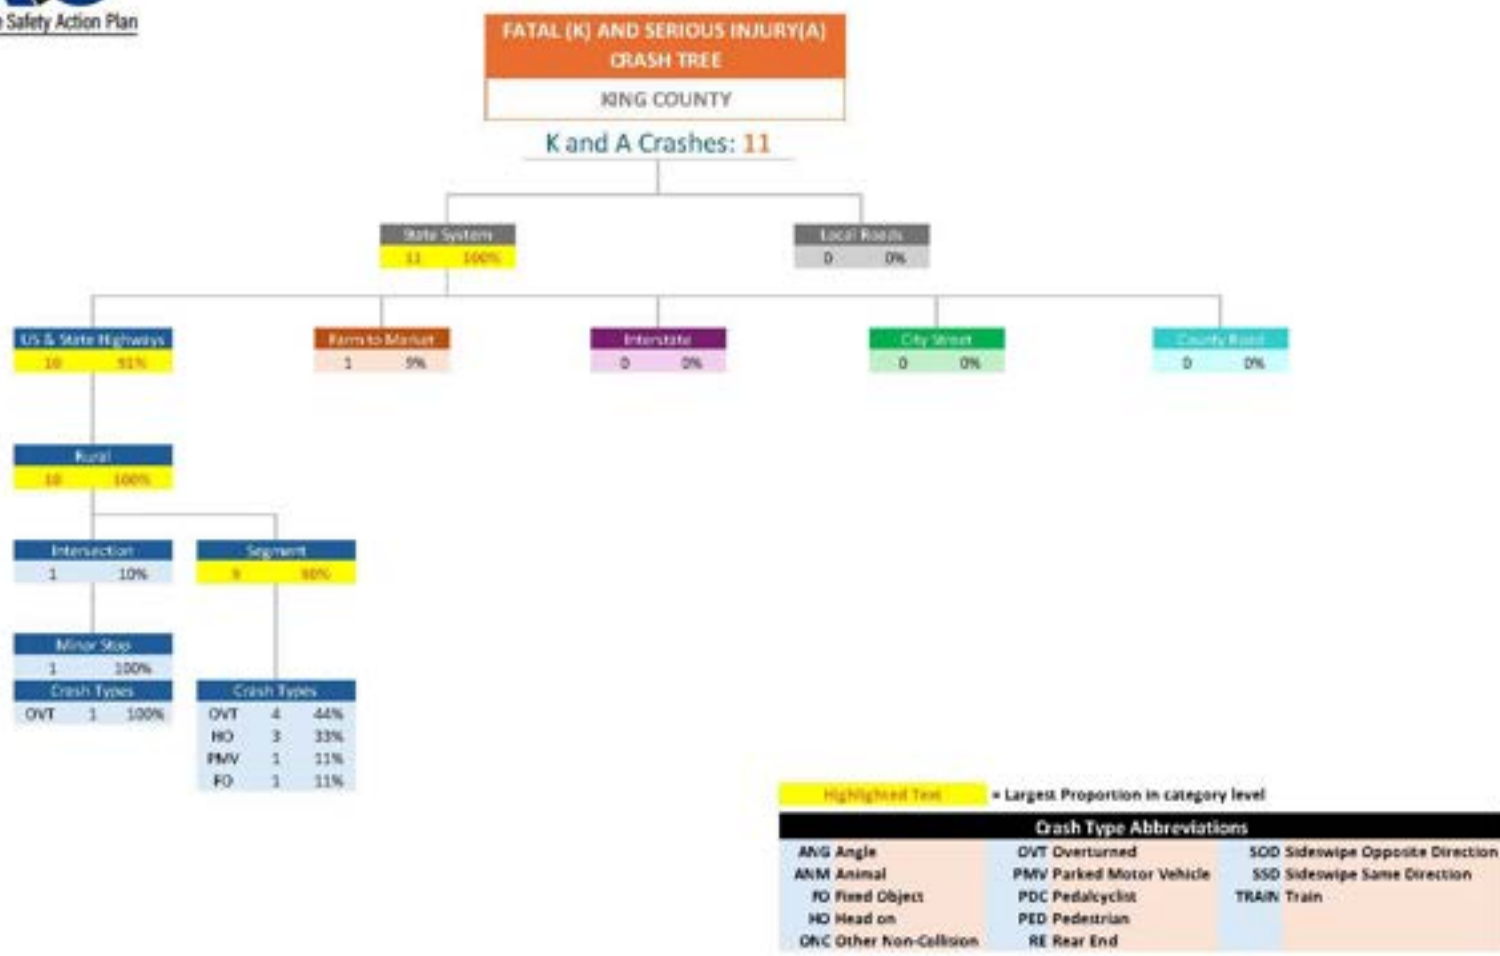 Safety Action Plan
FATAL (K) AND SERIOUS INJURY(A)
CRASH TREE
KING COUNTY
K and A Crashes: 11
State System
11 100%
Local Roads
0 0%
US & State Highways
10 91%
Farm to Market
1 9%
Interstate
0 0%
City Street
0 0%
County Road
0 0%
Rural
10 100%
Intersection
1 10%
Segment
9 90%
Minor Stop
1 100%
Crash Types
OVT 1 100%
Crash Types
OVT 4 44%
HO 3 33%
PMV 1 11%
FO 1 11%
Highlighted Text = Largest Proportion in category level
Crash Type Abbreviations
ANG Angle OVT Overturned SOD Sideswipe Opposite Direction
ANM Animal PMV Parked Motor Vehicle SSD Sideswipe Same Direction
FO Fixed Object PDC Pedalcyclist TRAIN Train
HO Head on PED Pedestrian
ONC Other Non-Collision RE Rear End